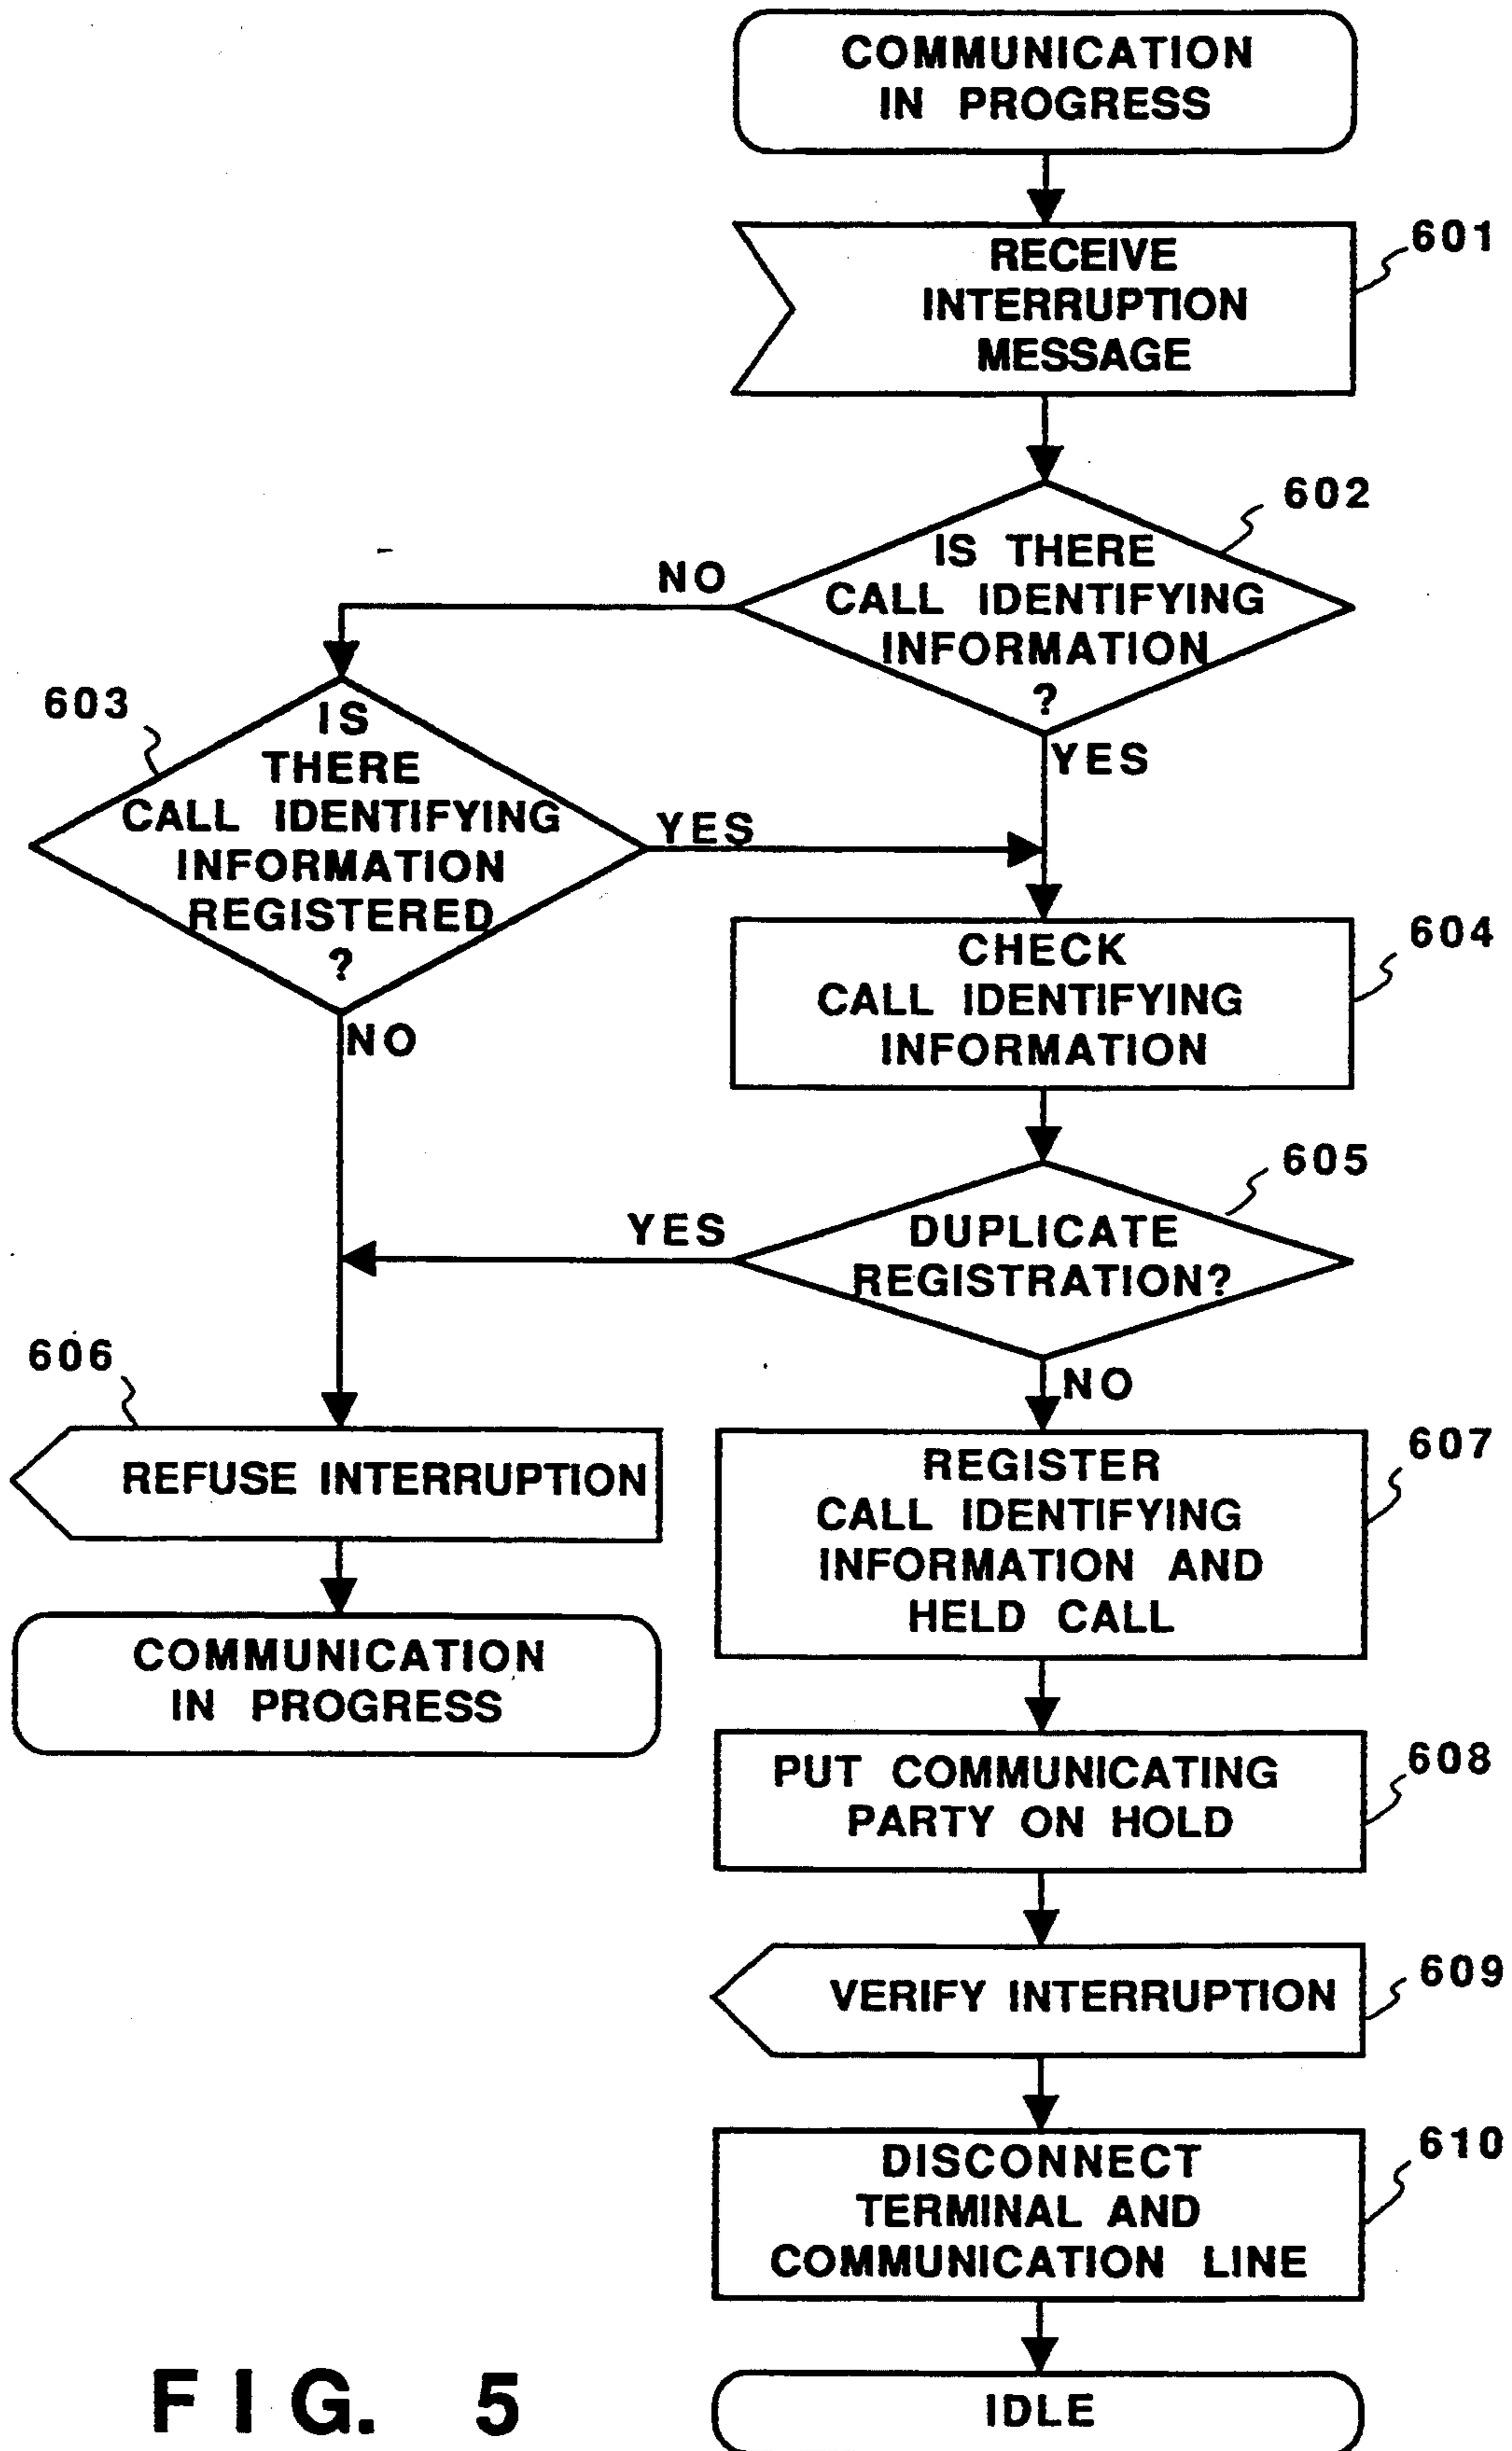 COMMUNICATION
IN PROGRESS
RECEIVE
INTERRUPTION
MESSAGE
601
IS THERE
CALL IDENTIFYING
INFORMATION
?
602
NO
YES
603
IS
THERE
CALL IDENTIFYING
INFORMATION
REGISTERED
?
YES
NO
CHECK
CALL IDENTIFYING
INFORMATION
604
DUPLICATE
REGISTRATION?
605
YES
NO
606
REFUSE INTERRUPTION
COMMUNICATION
IN PROGRESS
REGISTER
CALL IDENTIFYING
INFORMATION AND
HELD CALL
607
PUT COMMUNICATING
PARTY ON HOLD
608
VERIFY INTERRUPTION
609
DISCONNECT
TERMINAL AND
COMMUNICATION LINE
610
IDLE
FIG. 5